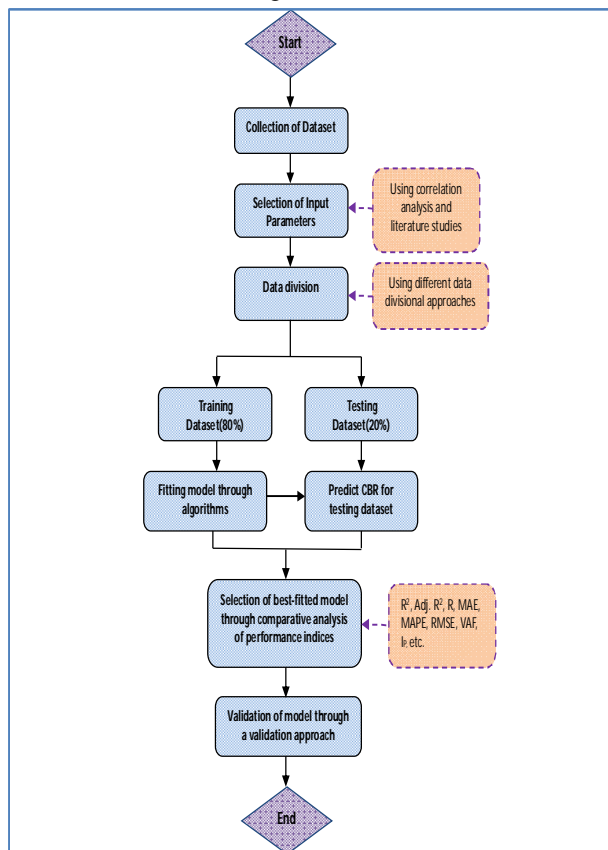 Start
Collection of Dataset
Selection of Input
Parameters
Using correlation
analysis and
literature studies
Data division
Using different data
divisional approaches
Training
Dataset(80%)
Testing
Dataset(20%)
Fitting model through
algorithms
Predict CBR for
testing dataset
Selection of best-fitted model
through comparative analysis
of performance indices
R², Adj. R², R, MAE,
MAPE, RMSE, VAF,
IP, etc.
Validation of model through
a validation approach
End